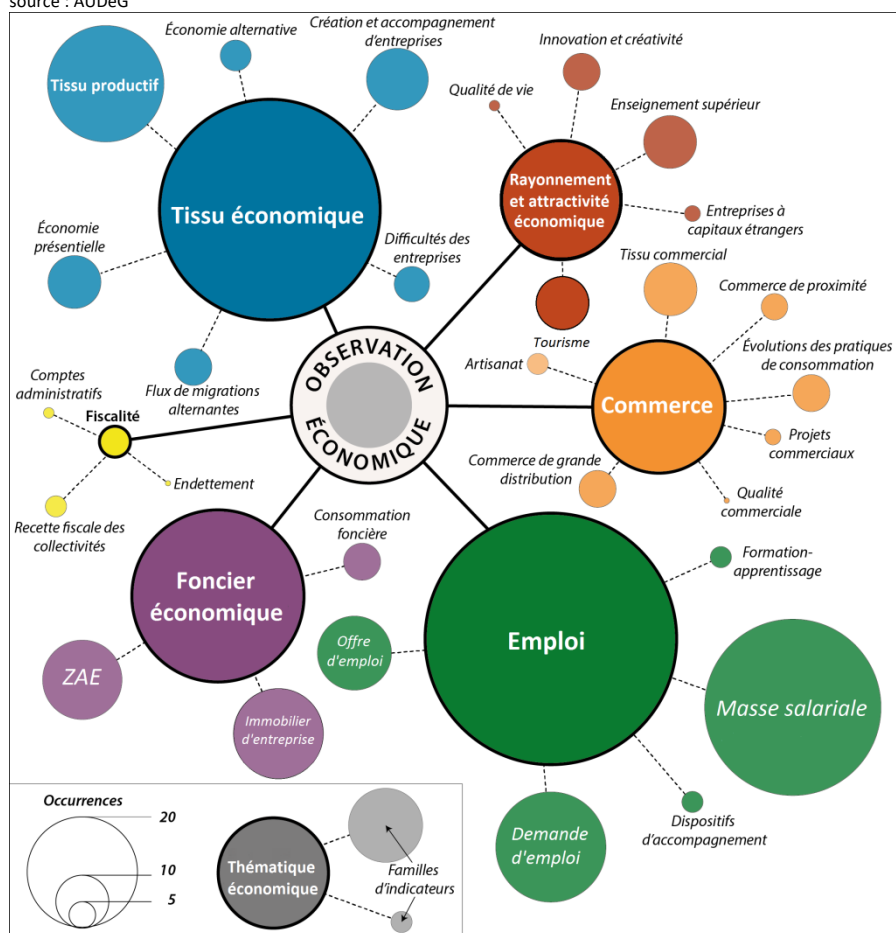 source : AUDeG
Économie alternative
Création et accompagnement
d'entreprises
Tissu productif
Innovation et créativité
Qualité de vie
Enseignement supérieur
Rayonnement
et attractivité
économique
Tissu économique
Entreprises à
capitaux étrangers
Économie
présentielle
Difficultés des
entreprises
Tissu commercial
Commerce de proximité
Tourisme
Artisanat
Évolutions des pratiques
de consommation
OBSERVATION
ÉCONOMIQUE
Flux de migrations
alternantes
Comptes
administratifs
Fiscalité
Commerce
Projets
commerciaux
Commerce de grande
distribution
Qualité
commerciale
Endettement
Recette fiscale des
collectivités
Consommation
foncière
Formation-
apprentissage
Foncier
économique
Emploi
Offre
d'emploi
ZAE
Masse salariale
Immobilier
d'entreprise
Demande
d'emploi
Dispositifs
d'accompagnement
Occurrences
20
10
5
Thématique
économique
Familles
d'indicateurs